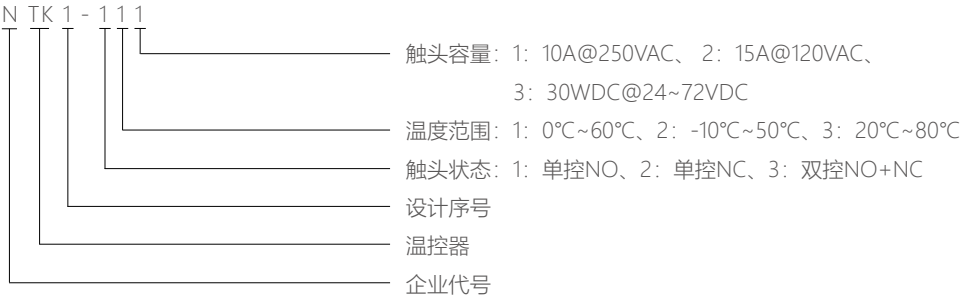 N TK 1 - 1 1 1
触头容量：1：10A@250VAC、 2：15A@120VAC、
3：30WDC@24~72VDC
温度范围：1：0℃~60℃、2：-10℃~50℃、3：20℃~80℃
触头状态：1：单控NO、2：单控NC、3：双控NO+NC
设计序号
温控器
企业代号